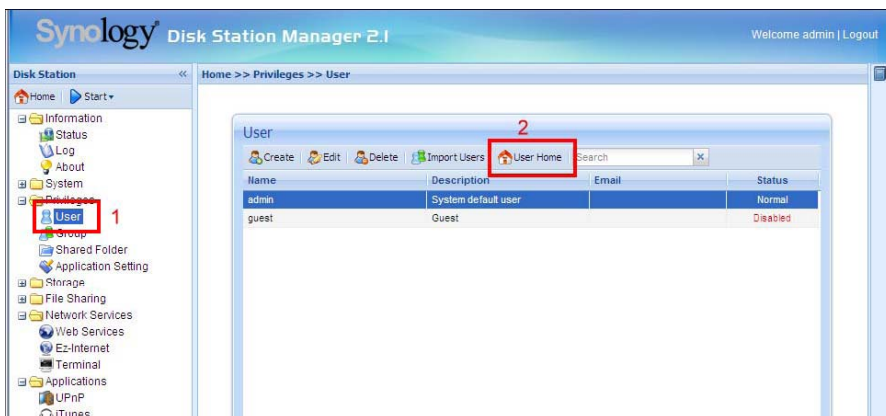 Synology Disk Station Manager 2.1
Welcome admin | Logout
Disk Station «
Home >> Privileges >> User
Home Start
Information
Status
Log
About
System
Privileges
User 1
Group
Shared Folder
Application Setting
Storage
File Sharing
Network Services
Web Services
Ez-Internet
Terminal
Applications
UPnP
iTunes
User 2
Create Edit Delete Import Users User Home Search
Name Description Email Status
admin System default user Normal
guest Guest Disabled